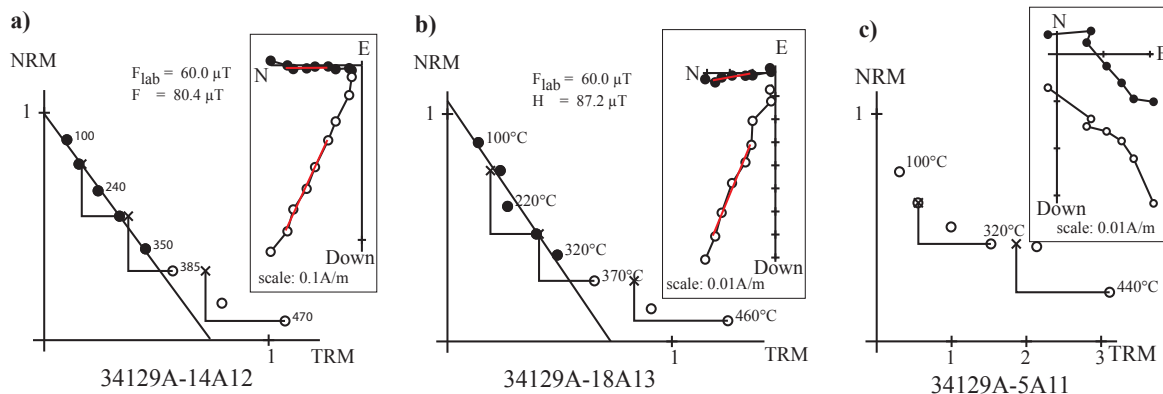 a)
NRM
F_lab = 60.0 µT
F = 80.4 µT
1
100
240
350
385
470
1
TRM
E
N
Down
scale: 0.1A/m
34129A-14A12
b)
NRM
F_lab = 60.0 µT
H = 87.2 µT
1
100°C
220°C
320°C
370°C
460°C
1
TRM
E
N
Down
scale: 0.01A/m
34129A-18A13
c)
NRM
1
100°C
320°C
440°C
1 2 3 TRM
N
E
Down
scale: 0.01A/m
34129A-5A11